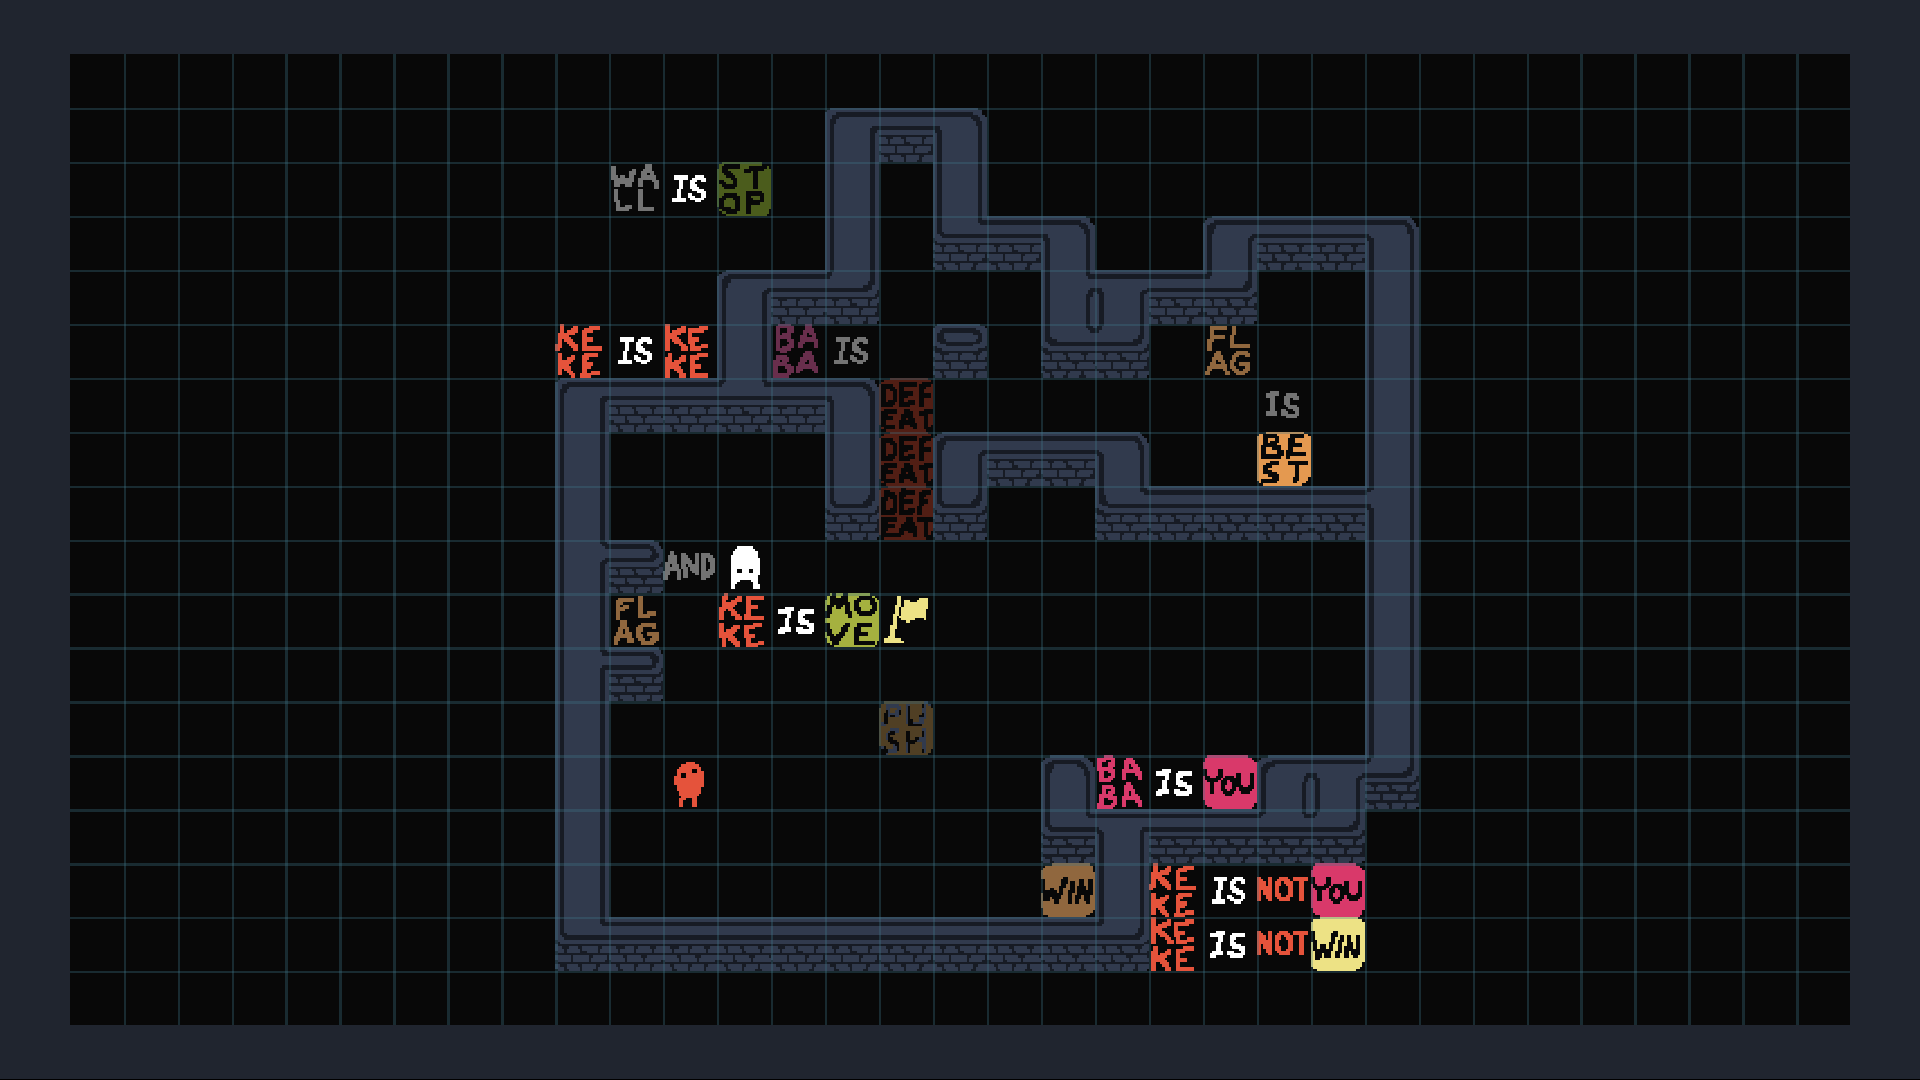 WALL IS STOP
KEKE IS KEKE
BABA IS
FLAG
DEFEAT
IS
DEFEAT
BEST
DEFEAT
AND
FLAG
KEKE IS MOVE
PUSH
BABA IS YOU
WIN
KEKE IS NOT YOU
KEKE IS NOT WIN